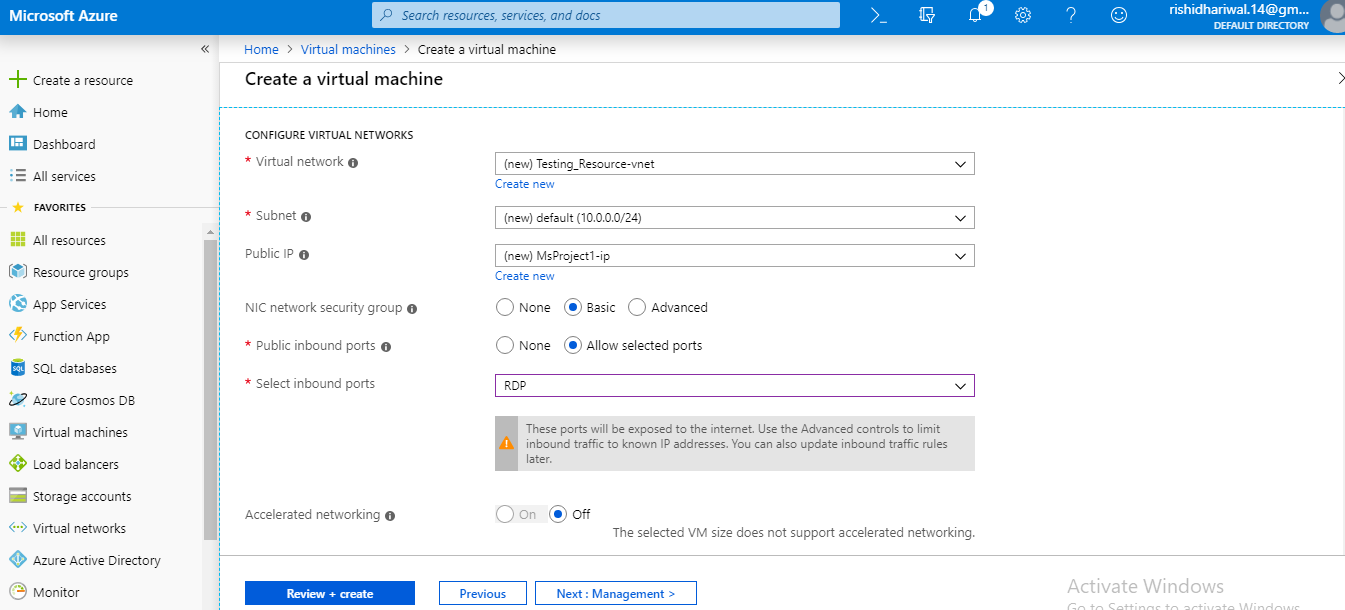 Microsoft Azure
Search resources, services, and docs
1
rishidhariwal.14@gm...
DEFAULT DIRECTORY
«
Home > Virtual machines > Create a virtual machine
Create a virtual machine
Create a resource
Home
Dashboard
All services
FAVORITES
All resources
Resource groups
App Services
Function App
SQL databases
Azure Cosmos DB
Virtual machines
Load balancers
Storage accounts
Virtual networks
Azure Active Directory
Monitor
CONFIGURE VIRTUAL NETWORKS
* Virtual network
(new) Testing_Resource-vnet
Create new
* Subnet
(new) default (10.0.0.0/24)
Public IP
(new) MsProject1-ip
Create new
NIC network security group
None Basic Advanced
* Public inbound ports
None Allow selected ports
* Select inbound ports
RDP
These ports will be exposed to the internet. Use the Advanced controls to limit
inbound traffic to known IP addresses. You can also update inbound traffic rules
later.
Accelerated networking
On Off
The selected VM size does not support accelerated networking.
Review + create
Previous
Next : Management >
Activate Windows
Go to Settings to activate Windows.